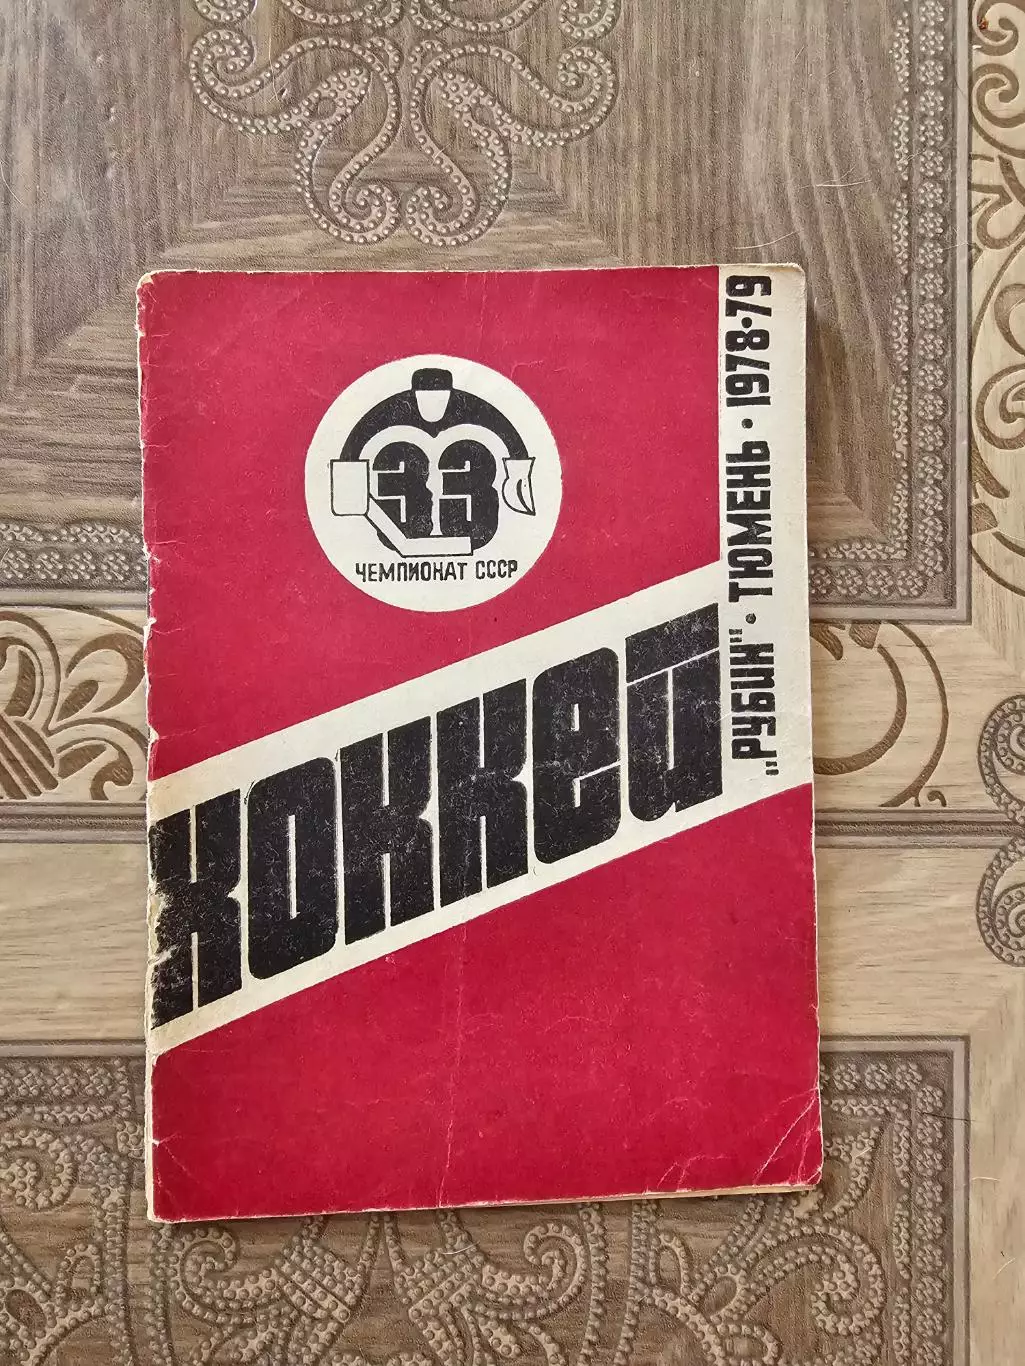 33
ЧЕМПИОНАТ СССР
ХОККЕЙ
"РУБИН" · ТЮМЕНЬ · 1978·79